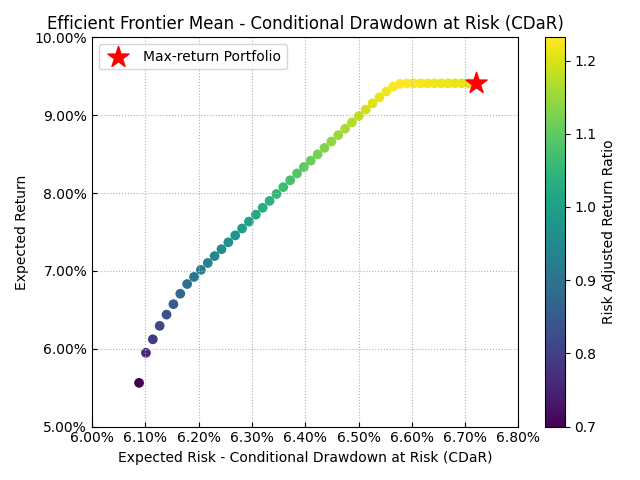 Efficient Frontier Mean - Conditional Drawdown at Risk (CDaR)
Max-return Portfolio
Expected Return
10.00%
9.00%
8.00%
7.00%
6.00%
5.00%
6.00% 6.10% 6.20% 6.30% 6.40% 6.50% 6.60% 6.70% 6.80%
Expected Risk - Conditional Drawdown at Risk (CDaR)
1.2
1.1
1.0
0.9
0.8
0.7
Risk Adjusted Return Ratio